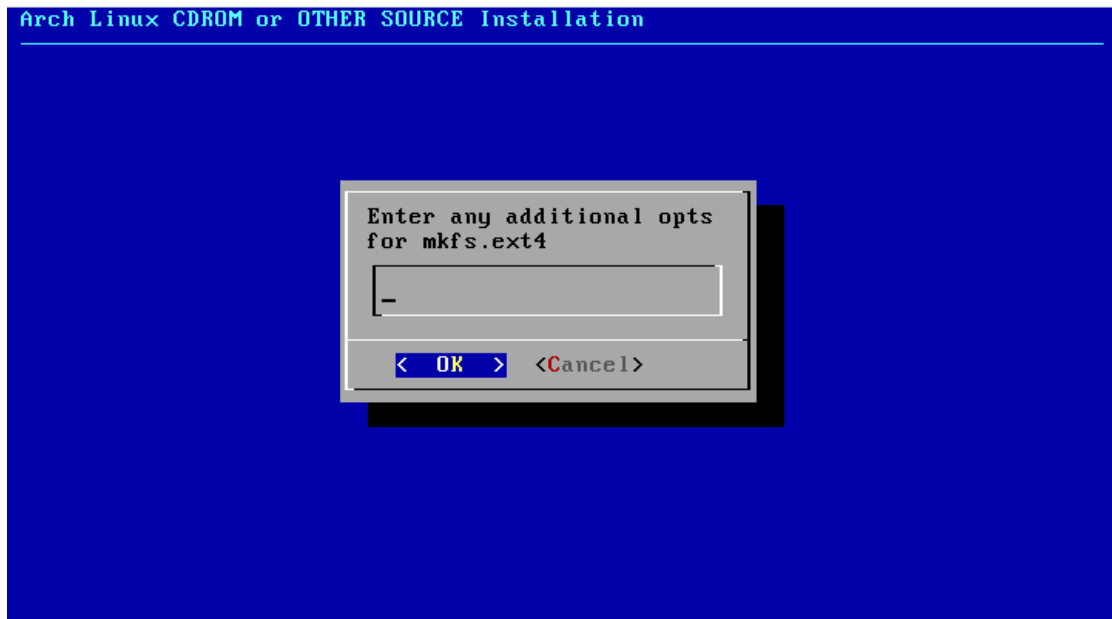 Arch Linux CDROM or OTHER SOURCE Installation
Enter any additional opts
for mkfs.ext4
_
< OK > <Cancel>